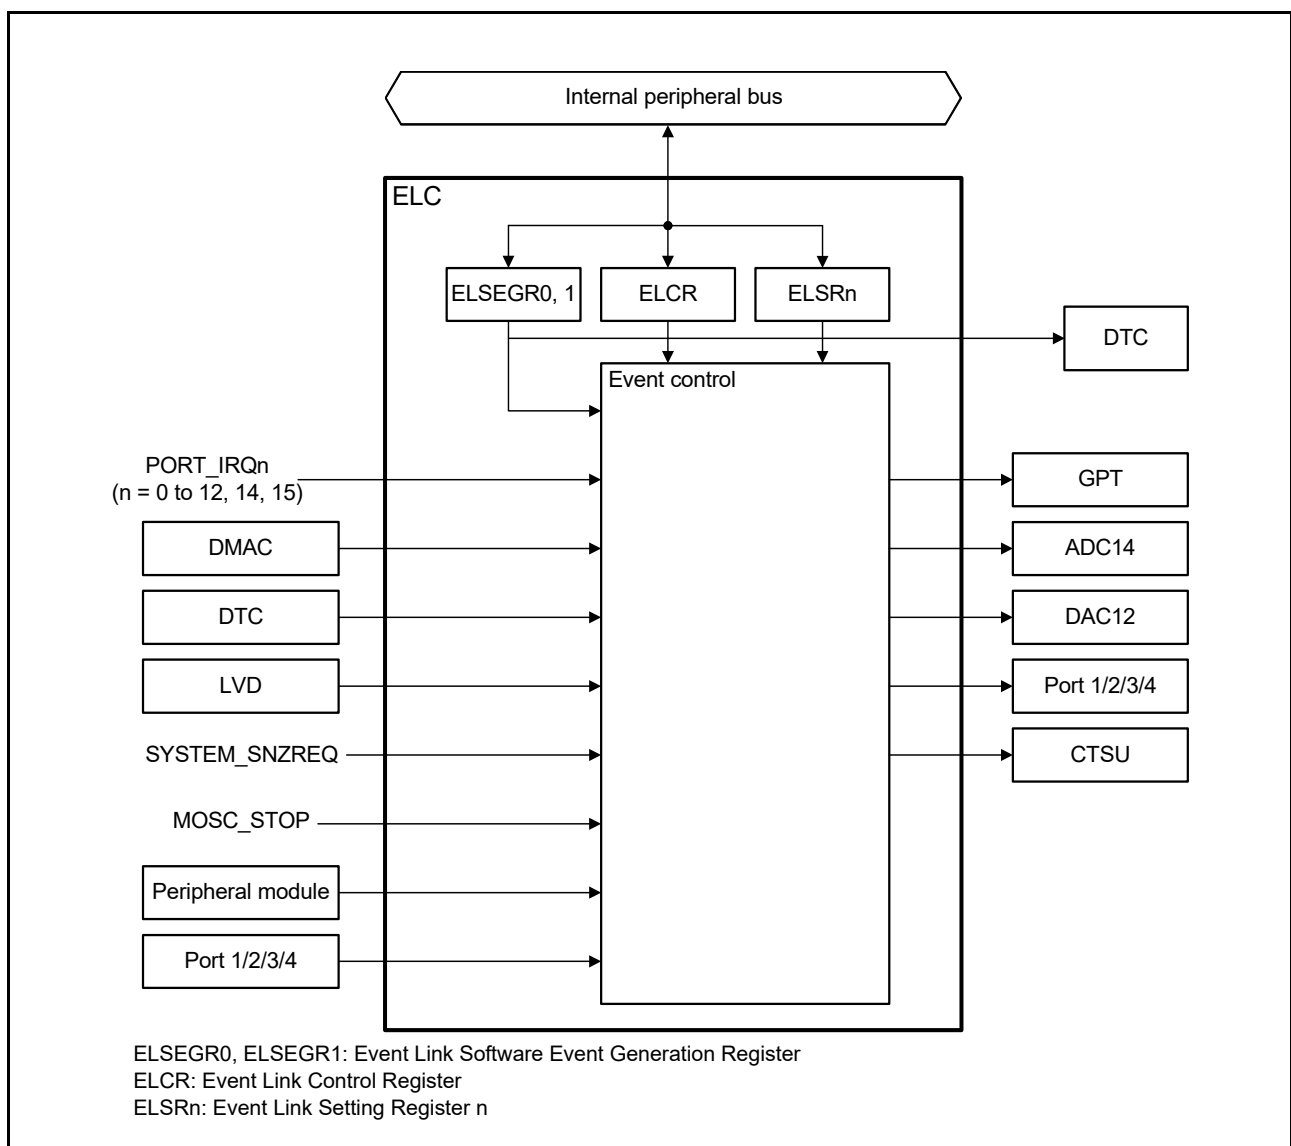 Internal peripheral bus
ELC
ELSEGR0, 1
ELCR
ELSRn
DTC
Event control
PORT_IRQn
(n = 0 to 12, 14, 15)
GPT
DMAC
ADC14
DTC
DAC12
LVD
Port 1/2/3/4
SYSTEM_SNZREQ
CTSU
MOSC_STOP
Peripheral module
Port 1/2/3/4
ELSEGR0, ELSEGR1: Event Link Software Event Generation Register
ELCR: Event Link Control Register
ELSRn: Event Link Setting Register n